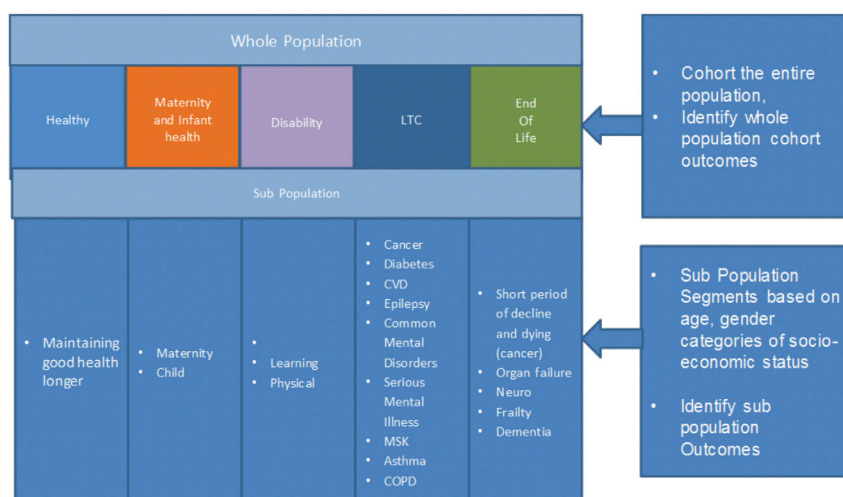 Whole Population
Healthy
Maternity
and Infant
health
Disability
LTC
End
Of
Life
• Cohort the entire
population,
• Identify whole
population cohort
outcomes
Sub Population
• Maintaining
good health
longer
• Maternity
• Child
•
• Learning
• Physical
• Cancer
• Diabetes
• CVD
• Epilepsy
• Common
Mental
Disorders
• Serious
Mental
Illness
• MSK
• Asthma
• COPD
• Short period
of decline
and dying
(cancer)
• Organ failure
• Neuro
• Frailty
• Dementia
• Sub Population
Segments based on
age, gender
categories of socio-
economic status
• Identify sub
population
Outcomes